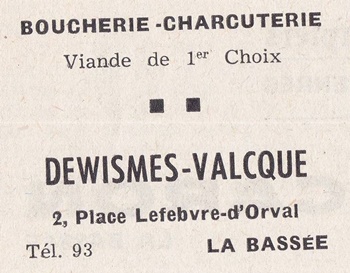 BOUCHERIE-CHARCUTERIE
Viande de 1er Choix
DEWISMES-VALCQUE
2, Place Lefebvre-d'Orval
Tél. 93 LA BASSÉE